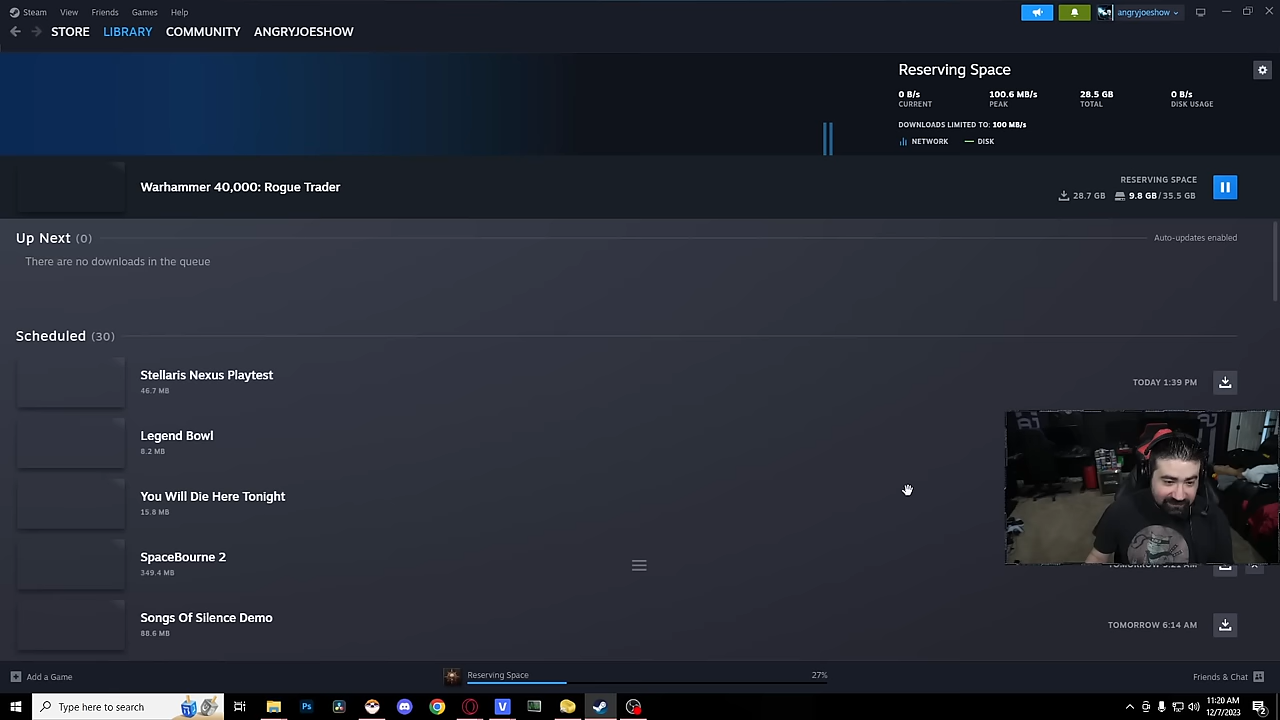 Steam View Friends Games Help
angryjoeshow
STORE LIBRARY COMMUNITY ANGRYJOESHOW
Reserving Space
0 B/s 100.6 MB/s 28.5 GB 0 B/s
CURRENT PEAK TOTAL DISK USAGE
DOWNLOADS LIMITED TO: 100 MB/s
NETWORK DISK
Warhammer 40,000: Rogue Trader
RESERVING SPACE
28.7 GB 9.8 GB / 35.5 GB
Up Next (0)
Auto-updates enabled
There are no downloads in the queue
Scheduled (30)
Stellaris Nexus Playtest
46.7 MB
TODAY 1:39 PM
Legend Bowl
8.2 MB
You Will Die Here Tonight
15.8 MB
SpaceBourne 2
349.4 MB
Songs Of Silence Demo
88.6 MB
TOMORROW 6:14 AM
Add a Game
Reserving Space 27%
Friends & Chat
Type here to search
11:20 AM
12/7/2023